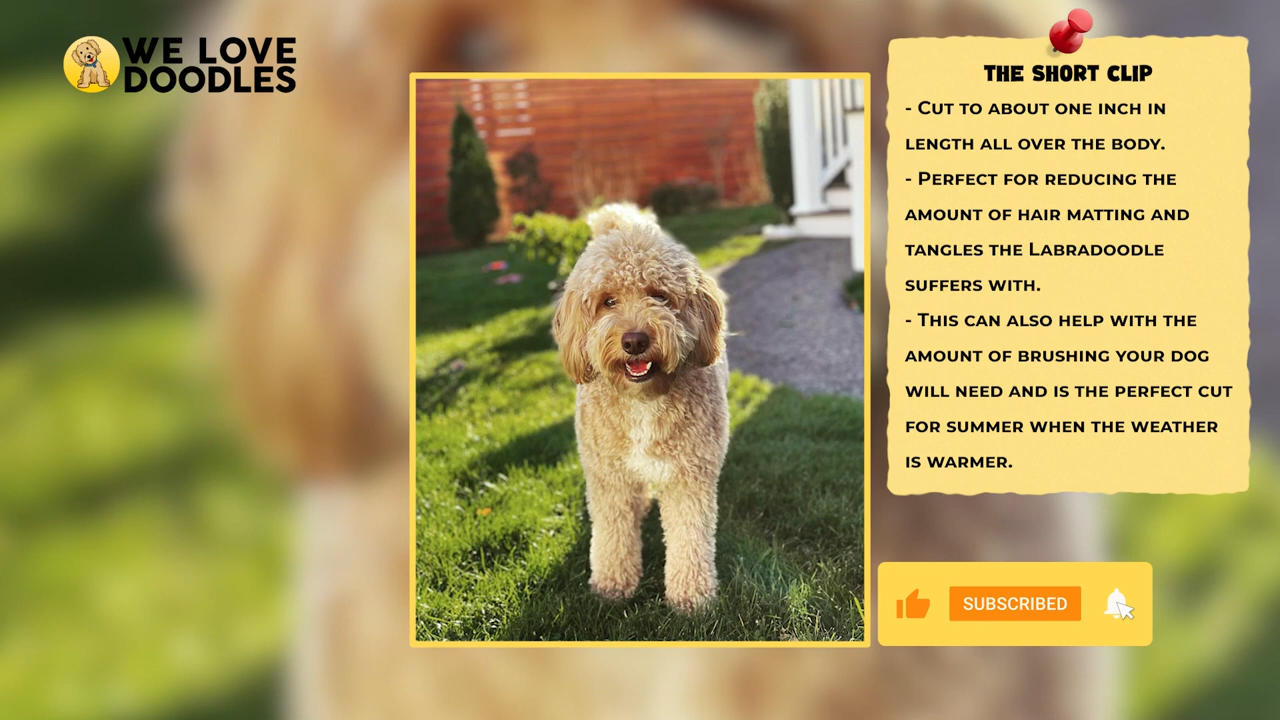 WE LOVE
DOODLES
THE SHORT CLIP
- Cut to about one inch in
length all over the body.
- Perfect for reducing the
amount of hair matting and
tangles the Labradoodle
suffers with.
- This can also help with the
amount of brushing your dog
will need and is the perfect cut
for summer when the weather
is warmer.
SUBSCRIBED